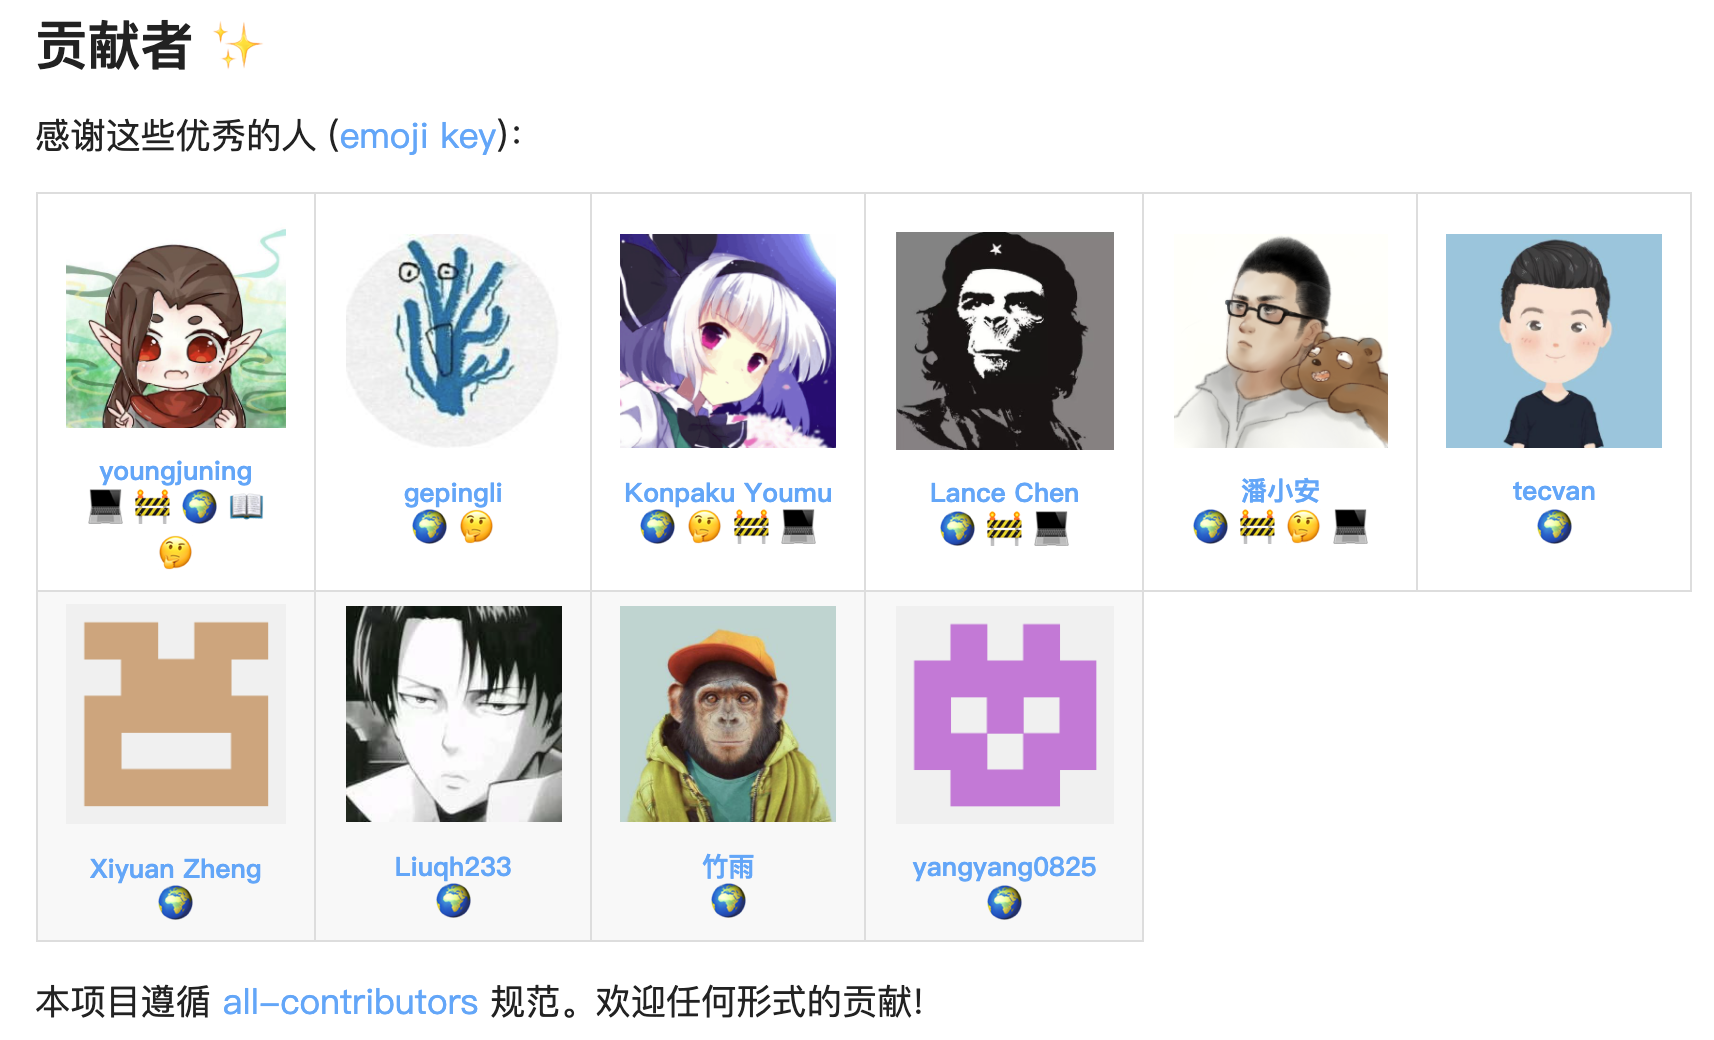 贡献者 ✨
感谢这些优秀的人 (emoji key)：
youngjuning
💻 🚧 🌍 📖
🤔
gepingli
🌍 🤔
Konpaku Youmu
🌍 🤔 🚧 💻
Lance Chen
🌍 🚧 💻
潘小安
🌍 🚧 🤔 💻
tecvan
🌍
Xiyuan Zheng
🌍
Liuqh233
🌍
竹雨
🌍
yangyang0825
🌍
本项目遵循 all-contributors 规范。欢迎任何形式的贡献!